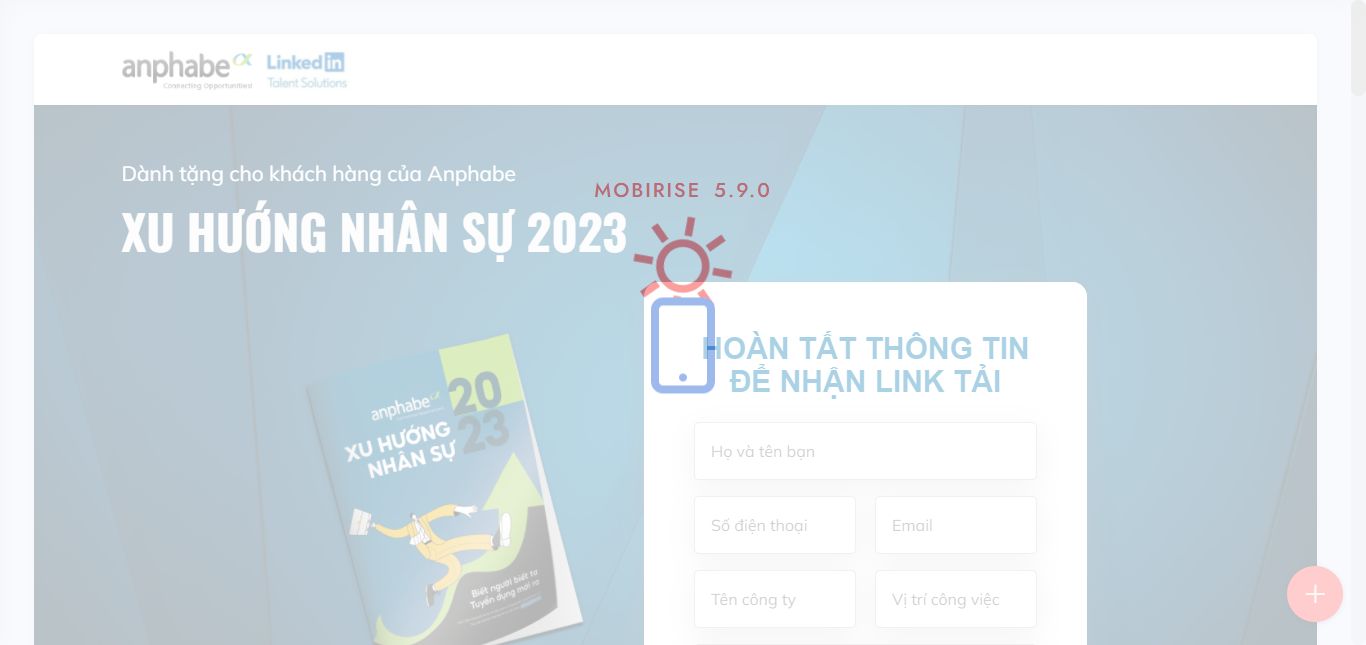 anphabe
Connecting Opportunities!
Linked in
Talent Solutions
Dành tặng cho khách hàng của Anphabe
MOBIRISE 5.9.0
XU HƯỚNG NHÂN SỰ 2023
HOÀN TẤT THÔNG TIN
ĐỂ NHẬN LINK TẢI
anphabe
20
23
XU HƯỚNG
NHÂN SỰ
Biết người biết ta
Tuyển dụng mới ra
Họ và tên bạn
Số điện thoại
Email
Tên công ty
Vị trí công việc